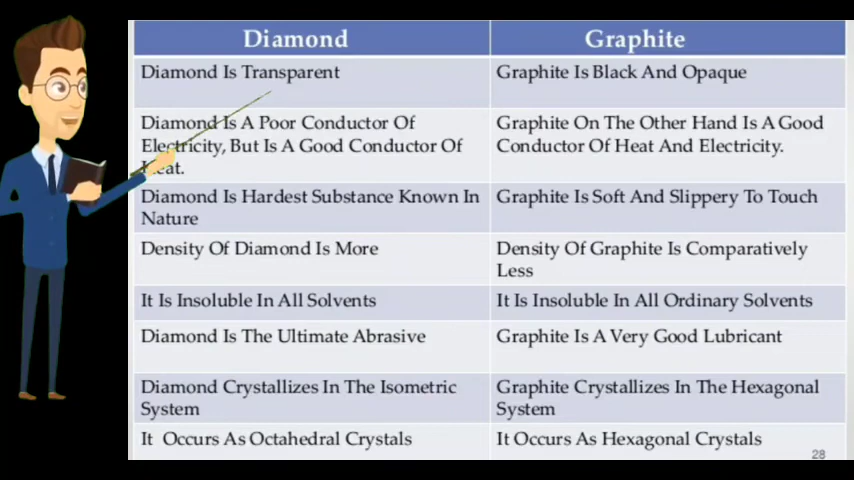 Diamond
Graphite
Diamond Is Transparent
Graphite Is Black And Opaque
Diamond Is A Poor Conductor Of
Electricity, But Is A Good Conductor Of
Heat.
Graphite On The Other Hand Is A Good
Conductor Of Heat And Electricity.
Diamond Is Hardest Substance Known In
Nature
Graphite Is Soft And Slippery To Touch
Density Of Diamond Is More
Density Of Graphite Is Comparatively
Less
It Is Insoluble In All Solvents
It Is Insoluble In All Ordinary Solvents
Diamond Is The Ultimate Abrasive
Graphite Is A Very Good Lubricant
Diamond Crystallizes In The Isometric
System
Graphite Crystallizes In The Hexagonal
System
It Occurs As Octahedral Crystals
It Occurs As Hexagonal Crystals
28